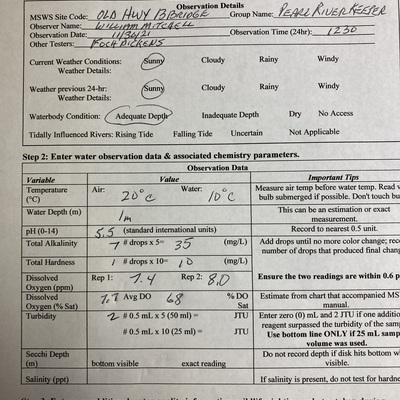 Observation Details
MSWS Site Code: OLD HWY 13 BRIDGE Group Name: PEARL RIVER KEEPER
Observer Name: WILLIAM MITCHELL
Observation Date: 11/30/21 Observation Time (24hr): 1230
Other Testers: FOCH DICKENS
Current Weather Conditions: Sunny Cloudy Rainy Windy
Weather Details:
Weather previous 24-hr: Sunny Cloudy Rainy Windy
Weather Details:
Waterbody Condition: Adequate Depth Inadequate Depth Dry No Access
Tidally Influenced Rivers: Rising Tide Falling Tide Uncertain Not Applicable
Step 2: Enter water observation data & associated chemistry parameters.
Observation Data
Variable Value Important Tips
Temperature (°C) Air: 20°C Water: 10°C Measure air temp before water temp. Read
bulb submerged if possible. Don't touch
Water Depth (m) 1m This can be an estimation or exact
measurement.
pH (0-14) 5.5 (standard international units) Record to nearest 0.5 unit.
Total Alkalinity 7 # drops x 5= 35 (mg/L) Add drops until no more color change;
number of drops that produced final
Total Hardness 1 # drops x 10= 10 (mg/L)
Dissolved Oxygen (ppm) Rep 1: 7.4 Rep 2: 8.0 Ensure the two readings are within 0.6
Dissolved Oxygen (% Sat) 7.7 Avg DO 68 % DO Sat Estimate from chart that accompanied
manual.
Turbidity 2 # 0.5 mL x 5 (50 ml) = JTU Enter zero (0) mL and 2 JTU if one
reagent surpassed the turbidity of the
# 0.5 mL x 10 (25 ml) = JTU Use bottom line ONLY if 25 mL
volume was used.
Secchi Depth (m) bottom visible exact reading Do not record depth if disk hits bottom
visible.
Salinity (ppt) If salinity is present, do not test for